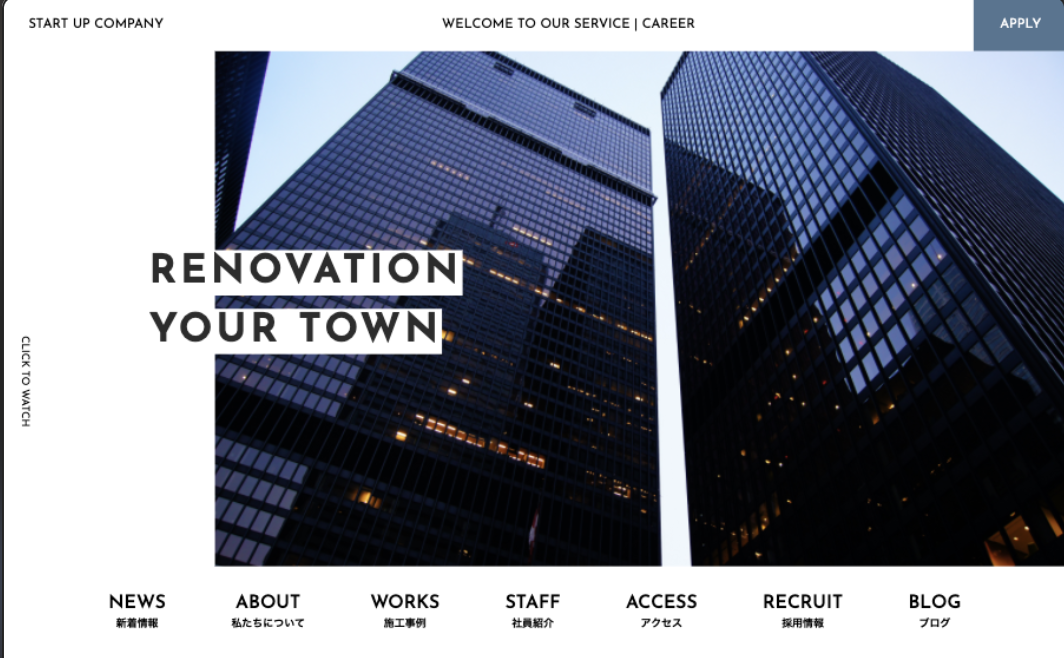 START UP COMPANY
WELCOME TO OUR SERVICE | CAREER
APPLY
RENOVATION
YOUR TOWN
CLICK TO WATCH
NEWS
新着情報
ABOUT
私たちについて
WORKS
施工事例
STAFF
社員紹介
ACCESS
アクセス
RECRUIT
採用情報
BLOG
ブログ